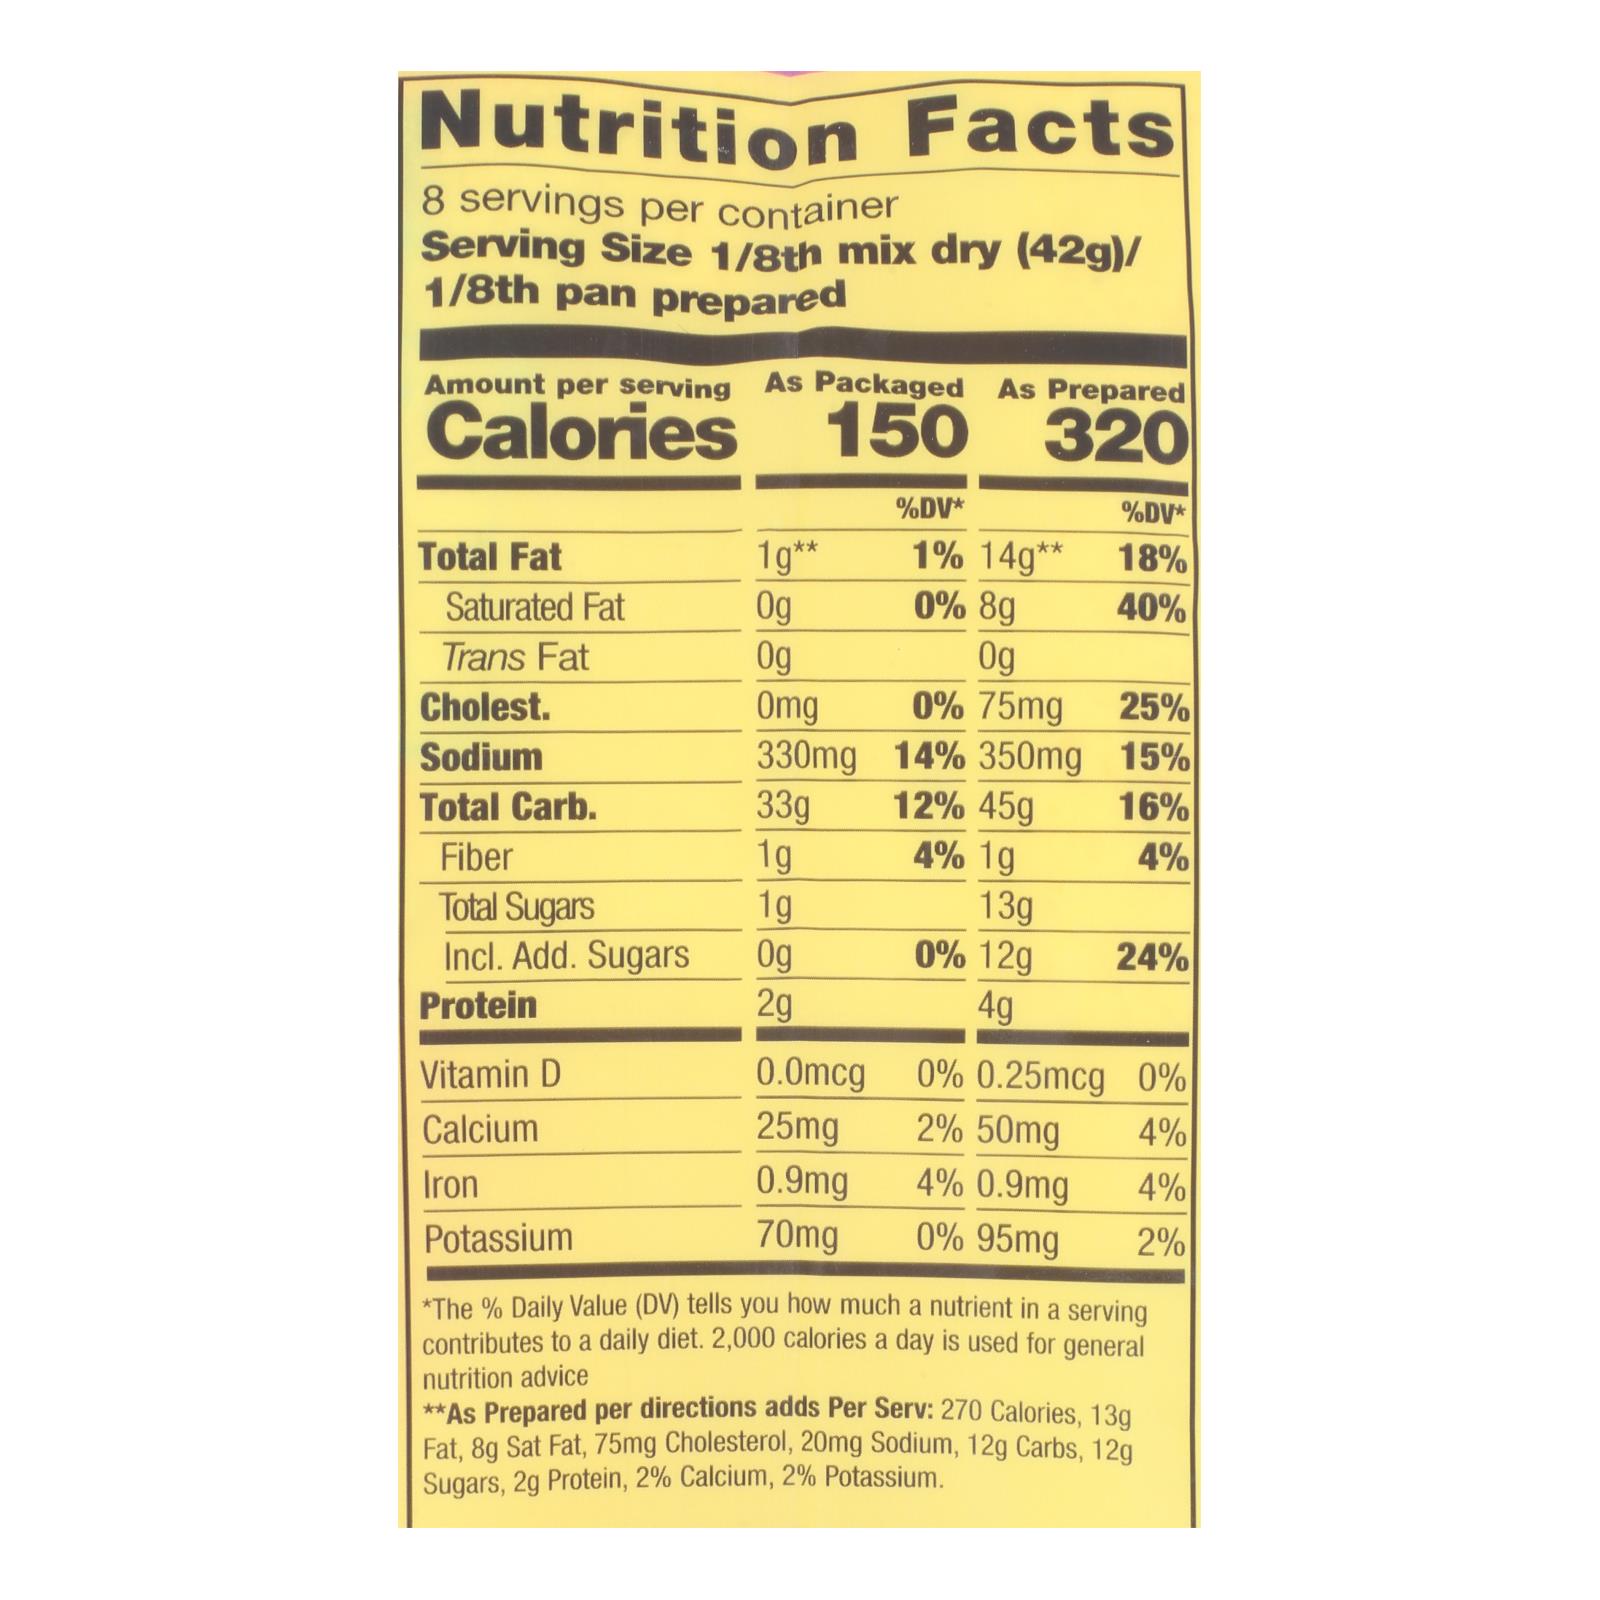 Nutrition Facts
8 servings per container
Serving Size 1/8th mix dry (42g)/
1/8th pan prepared
Amount per serving As Packaged As Prepared
Calories 150 320
%DV* %DV*
Total Fat 1g** 1% 14g** 18%
Saturated Fat 0g 0% 8g 40%
Trans Fat 0g 0g
Cholest. 0mg 0% 75mg 25%
Sodium 330mg 14% 350mg 15%
Total Carb. 33g 12% 45g 16%
Fiber 1g 4% 1g 4%
Total Sugars 1g 13g
Incl. Add. Sugars 0g 0% 12g 24%
Protein 2g 4g
Vitamin D 0.0mcg 0% 0.25mcg 0%
Calcium 25mg 2% 50mg 4%
Iron 0.9mg 4% 0.9mg 4%
Potassium 70mg 0% 95mg 2%
*The % Daily Value (DV) tells you how much a nutrient in a serving
contributes to a daily diet. 2,000 calories a day is used for general
nutrition advice
**As Prepared per directions adds Per Serv: 270 Calories, 13g
Fat, 8g Sat Fat, 75mg Cholesterol, 20mg Sodium, 12g Carbs, 12g
Sugars, 2g Protein, 2% Calcium, 2% Potassium.